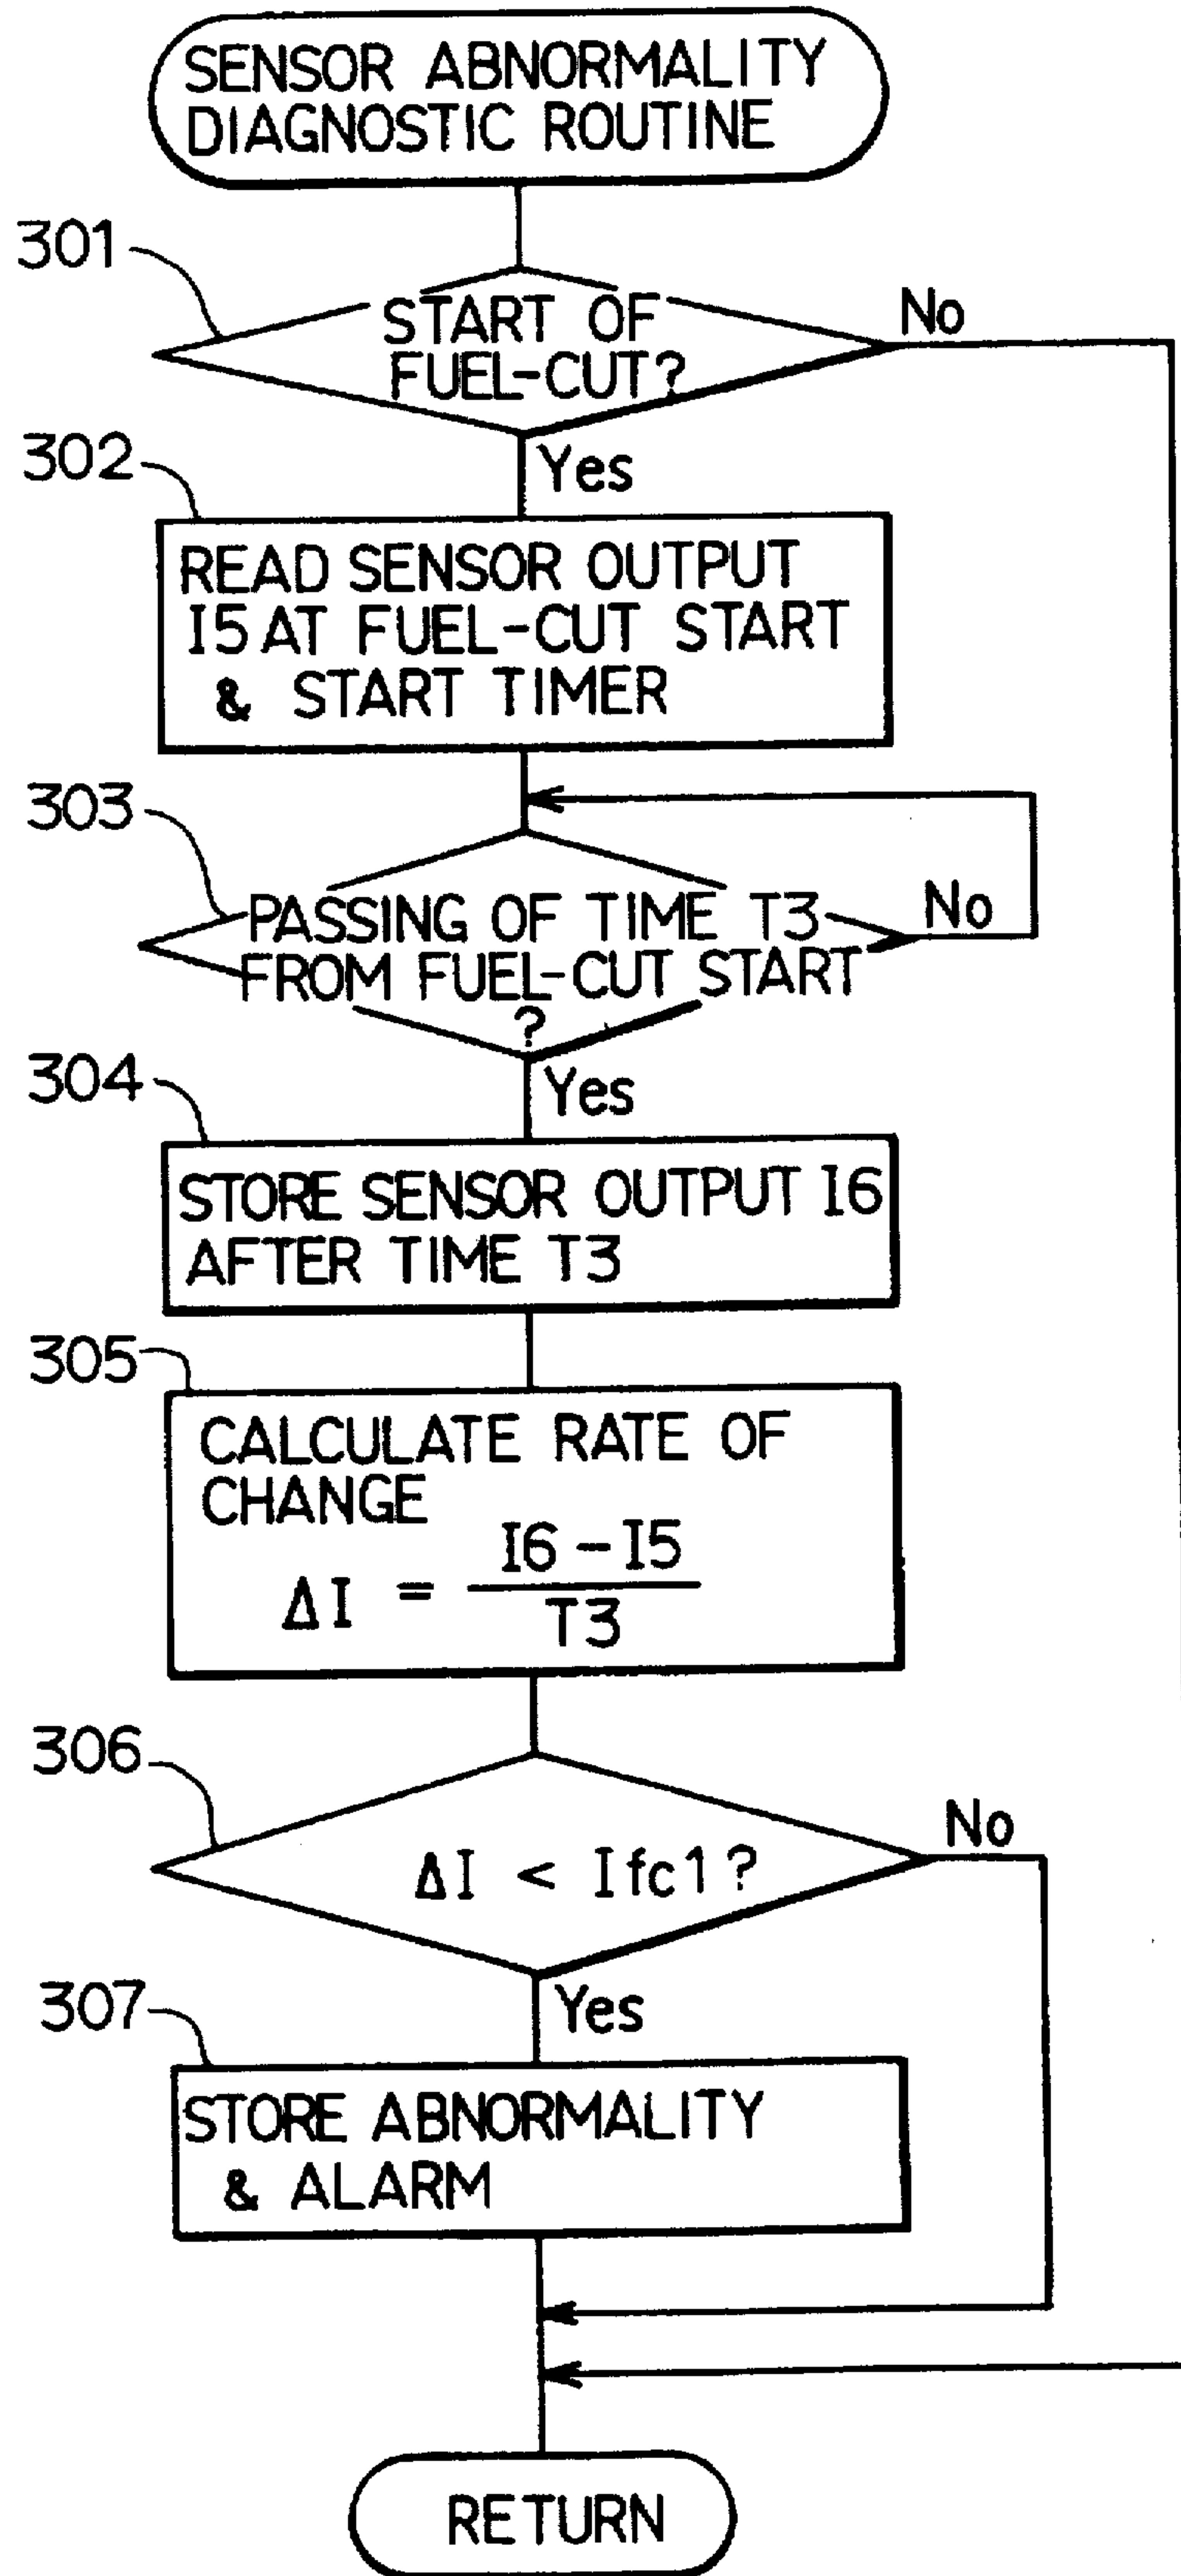 SENSOR ABNORMALITY
DIAGNOSTIC ROUTINE
301
START OF
FUEL-CUT?
No
Yes
302
READ SENSOR OUTPUT
I5 AT FUEL-CUT START
& START TIMER
303
PASSING OF TIME T3
FROM FUEL-CUT START
?
No
Yes
304
STORE SENSOR OUTPUT I6
AFTER TIME T3
305
CALCULATE RATE OF
CHANGE
ΔI = I6 - I5
T3
306
ΔI < Ifc1?
No
Yes
307
STORE ABNORMALITY
& ALARM
RETURN